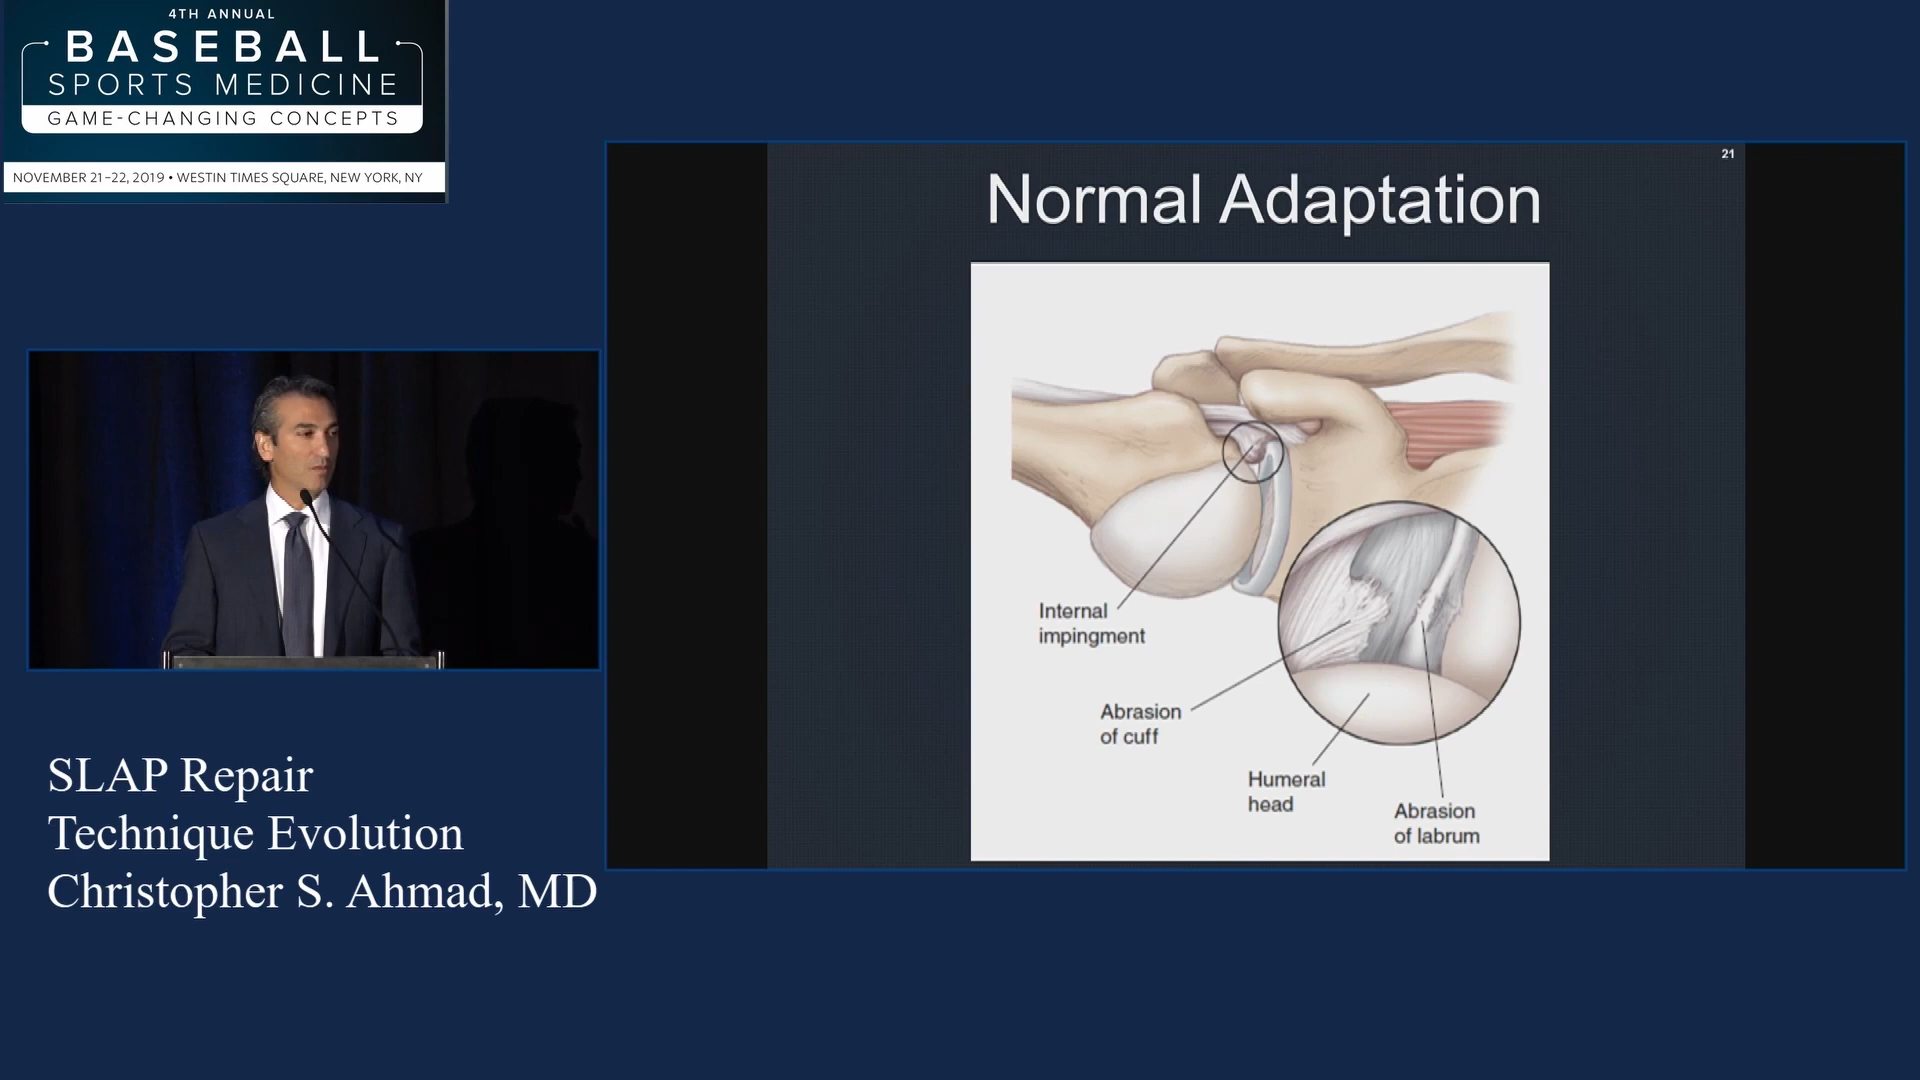 4TH ANNUAL
BASEBALL
SPORTS MEDICINE
GAME-CHANGING CONCEPTS
NOVEMBER 21-22, 2019 • WESTIN TIMES SQUARE, NEW YORK, NY
21
Normal Adaptation
Internal
impingment
Abrasion
of cuff
Humeral
head
Abrasion
of labrum
SLAP Repair
Technique Evolution
Christopher S. Ahmad, MD